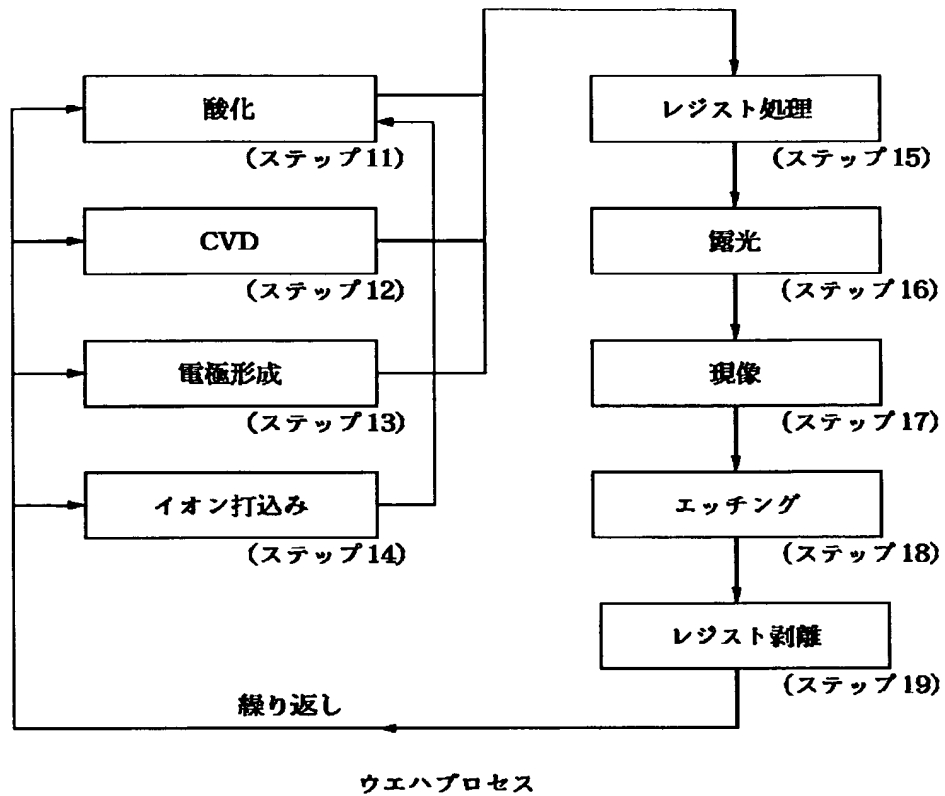 酸化
(ステップ11)
CVD
(ステップ12)
電極形成
(ステップ13)
イオン打込み
(ステップ14)
レジスト処理
(ステップ15)
露光
(ステップ16)
現像
(ステップ17)
エッチング
(ステップ18)
レジスト剥離
(ステップ19)
繰り返し
ウエハプロセス